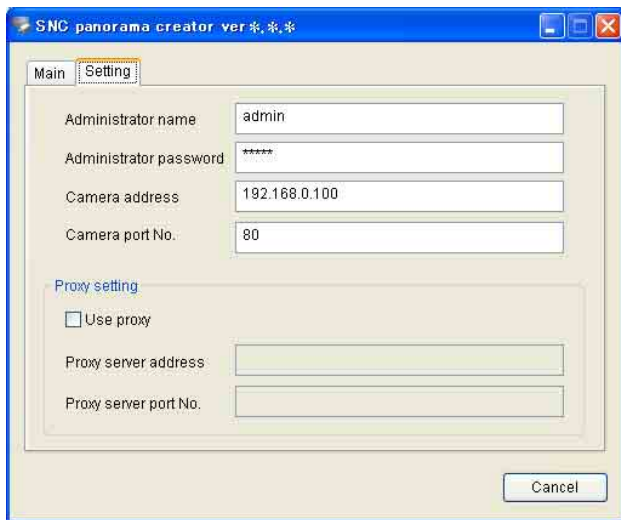 SNC panorama creator ver *.*.*
Main Setting
Administrator name admin
Administrator password *****
Camera address 192.168.0.100
Camera port No. 80
Proxy setting
Use proxy
Proxy server address
Proxy server port No.
Cancel